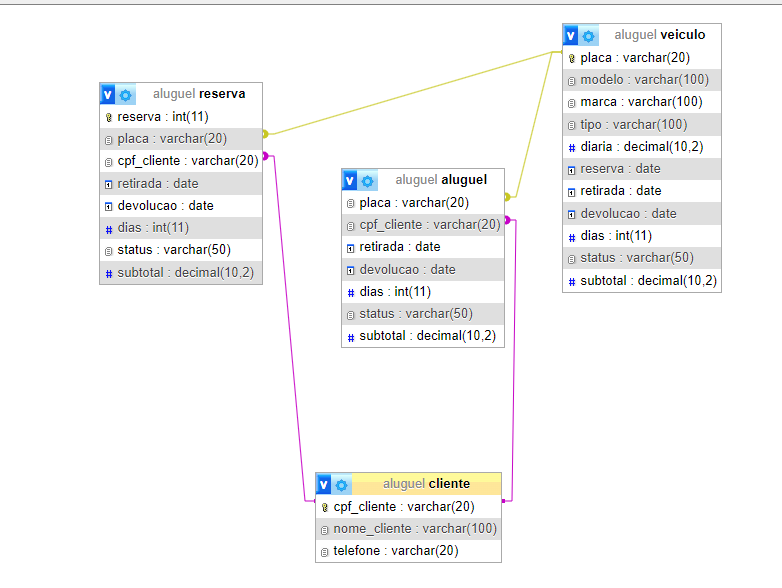 aluguel veiculo
placa : varchar(20)
modelo : varchar(100)
marca : varchar(100)
tipo : varchar(100)
# diaria : decimal(10,2)
reserva : date
retirada : date
devolucao : date
# dias : int(11)
status : varchar(50)
# subtotal : decimal(10,2)
aluguel reserva
reserva : int(11)
placa : varchar(20)
cpf_cliente : varchar(20)
retirada : date
devolucao : date
# dias : int(11)
status : varchar(50)
# subtotal : decimal(10,2)
aluguel aluguel
placa : varchar(20)
cpf_cliente : varchar(20)
retirada : date
devolucao : date
# dias : int(11)
status : varchar(50)
# subtotal : decimal(10,2)
aluguel cliente
cpf_cliente : varchar(20)
nome_cliente : varchar(100)
telefone : varchar(20)